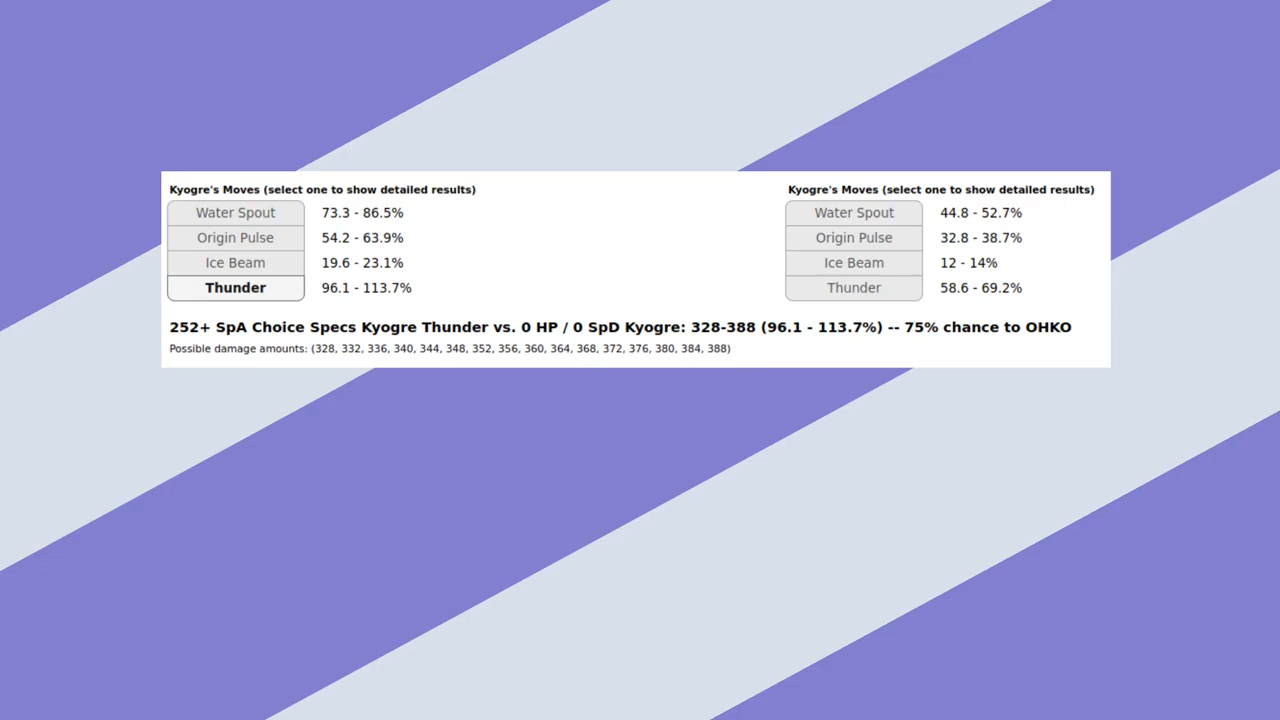 Kyogre's Moves (select one to show detailed results) Kyogre's Moves (select one to show detailed results)
Water Spout 73.3 - 86.5% Water Spout 44.8 - 52.7%
Origin Pulse 54.2 - 63.9% Origin Pulse 32.8 - 38.7%
Ice Beam 19.6 - 23.1% Ice Beam 12 - 14%
Thunder 96.1 - 113.7% Thunder 58.6 - 69.2%
252+ SpA Choice Specs Kyogre Thunder vs. 0 HP / 0 SpD Kyogre: 328-388 (96.1 - 113.7%) -- 75% chance to OHKO
Possible damage amounts: (328, 332, 336, 340, 344, 348, 352, 356, 360, 364, 368, 372, 376, 380, 384, 388)